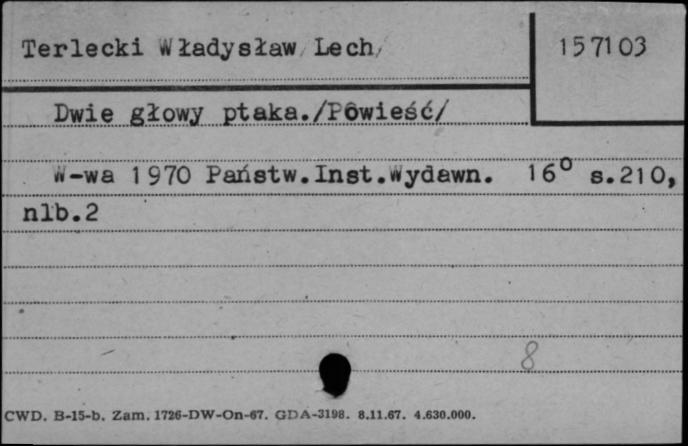 Terlecki Władysław Lech
157103
Dwie głowy ptaka./Powieść/
W-wa 1970 Państw.Inst.Wydawn. 16° s.210,
nlb.2
8
CWD. B-15-b. Zam. 1726-DW-On-67. GDA-3198. 8.11.67. 4.630.000.